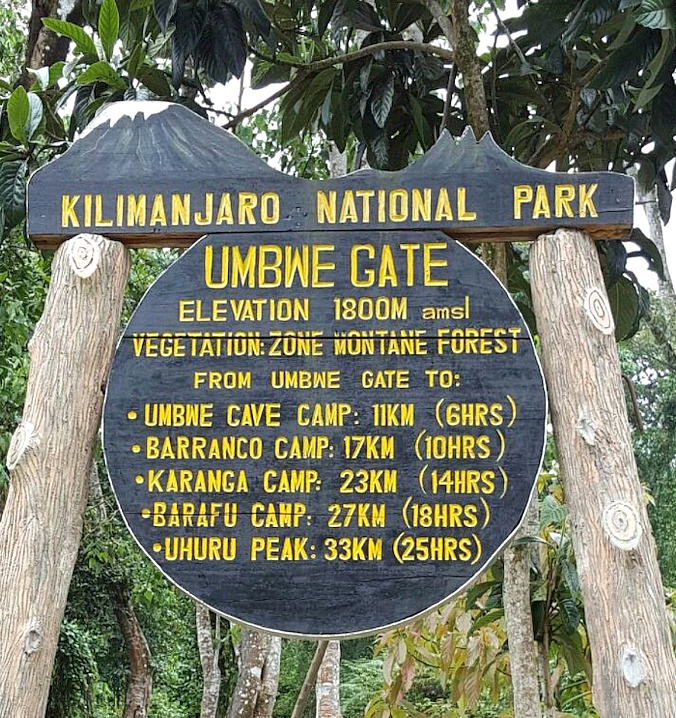 KILIMANJARO NATIONAL PARK
UMBWE GATE
ELEVATION 1800M amsl
VEGETATION: ZONE MONTANE FOREST
FROM UMBWE GATE TO:
•UMBWE CAVE CAMP: 11KM (6HRS)
•BARRANCO CAMP: 17KM (10HRS)
•KARANGA CAMP: 23KM (14HRS)
•BARAFU CAMP: 27KM (18HRS)
•UHURU PEAK: 33KM (25HRS)